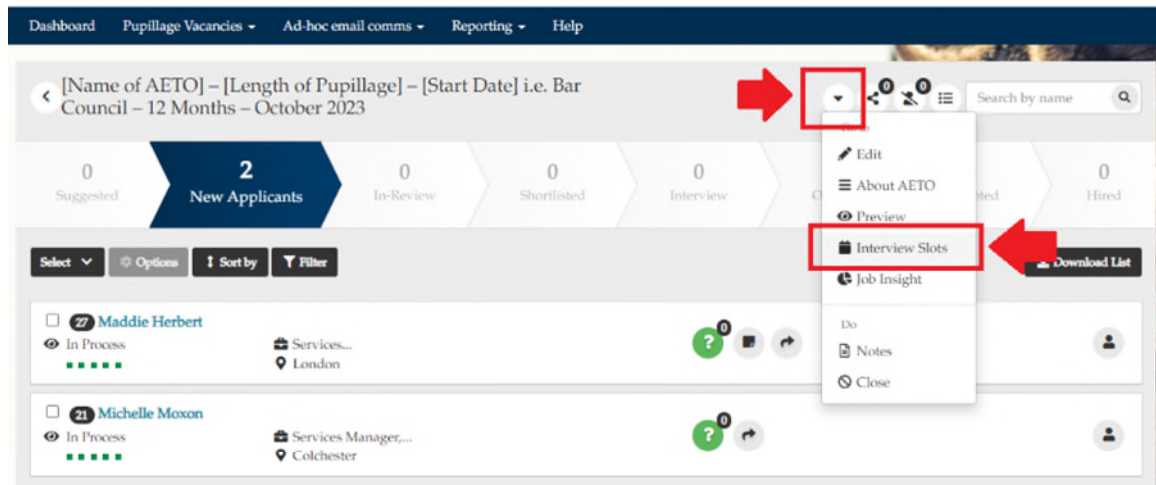 Dashboard Pupillage Vacancies Ad-hoc email comms Reporting Help
[Name of AETO] – [Length of Pupillage] – [Start Date] i.e. Bar
Council – 12 Months – October 2023
0 0 Search by name
Edit
About AETO
Preview
Interview Slots
Job Insight
Do
Notes
Close
0 2 0 0 0 0
Suggested New Applicants In-Review Shortlisted Interview Hired
Select Options Sort by Filter Download List
27 Maddie Herbert
In Process Services...
London
0
21 Michelle Moxon
In Process Services Manager,...
Colchester
0